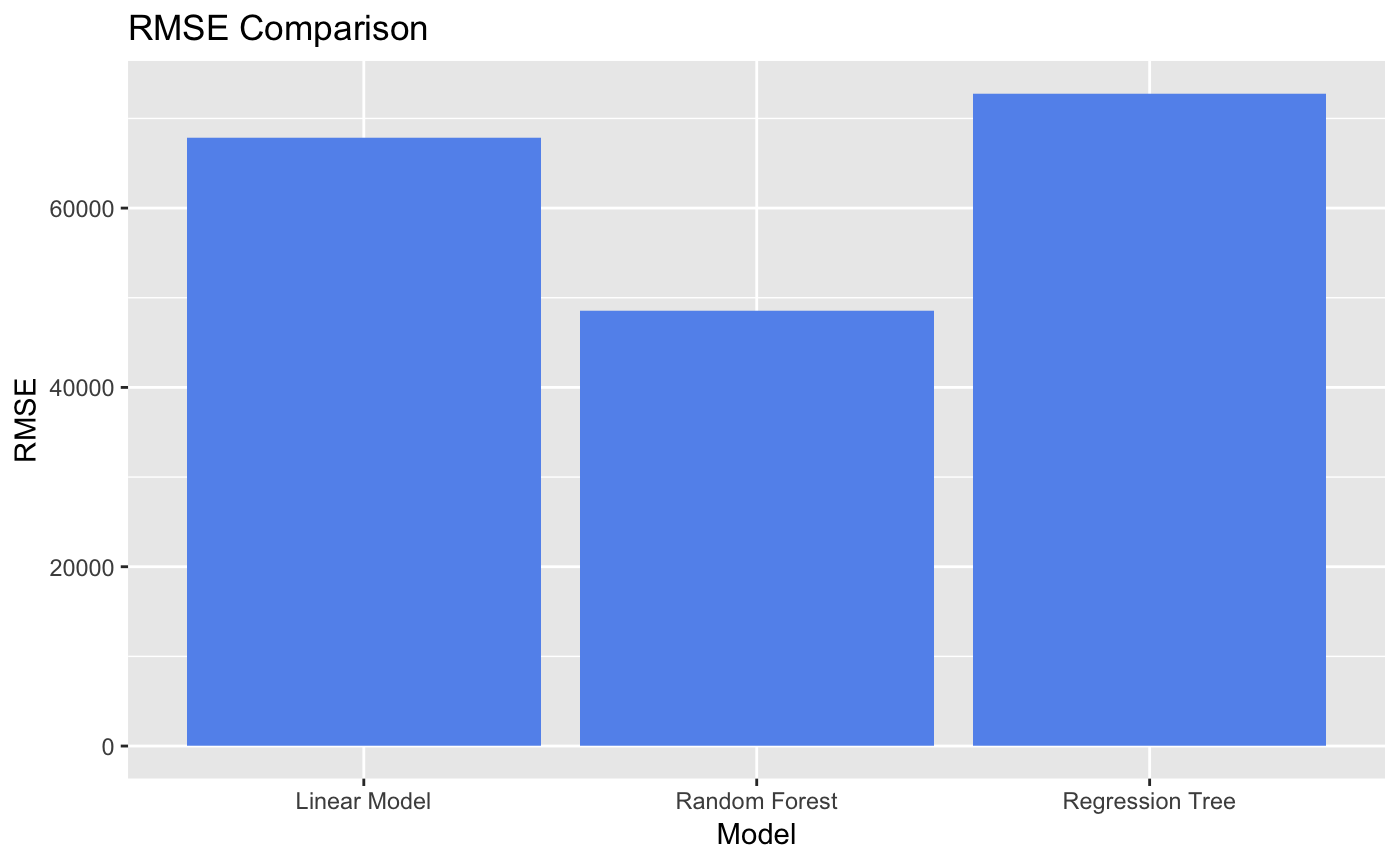 RMSE Comparison
RMSE
60000
40000
20000
0
Linear Model Random Forest Regression Tree
Model